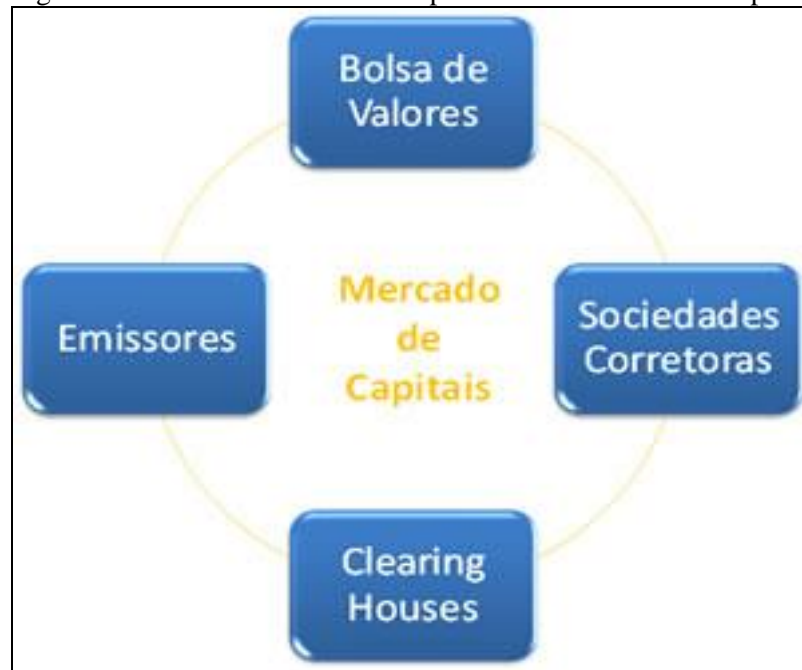 Bolsa de
Valores
Emissores
Mercado
de
Capitais
Sociedades
Corretoras
Clearing
Houses